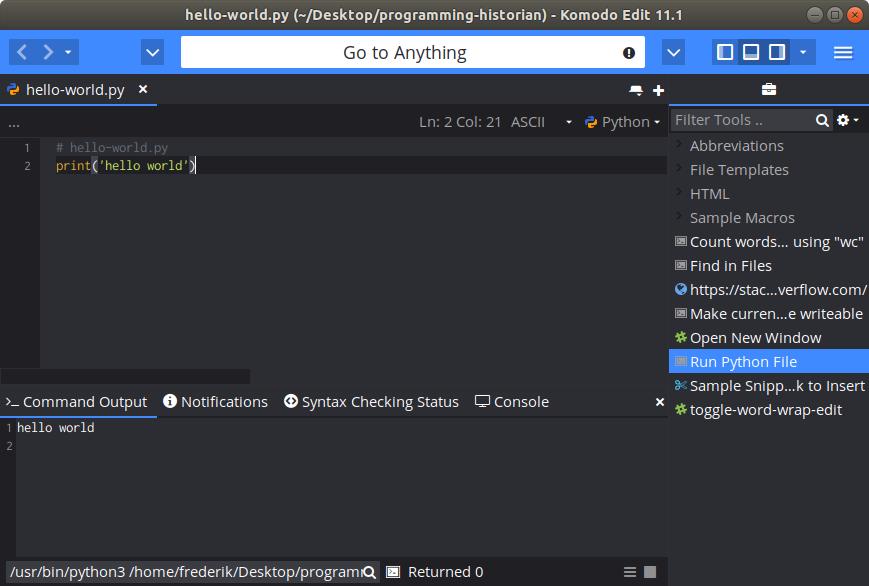 hello-world.py (~/Desktop/programming-historian) - Komodo Edit 11.1
Go to Anything
hello-world.py
...
Ln: 2 Col: 21 ASCII Python
1 # hello-world.py
2 print('hello world')
Filter Tools ..
Abbreviations
File Templates
HTML
Sample Macros
Count words... using "wc"
Find in Files
https://stac...verflow.com/
Make curren...e writeable
Open New Window
Run Python File
Sample Snipp...k to Insert
toggle-word-wrap-edit
Command Output Notifications Syntax Checking Status Console
1 hello world
2
/usr/bin/python3 /home/frederik/Desktop/program Returned 0